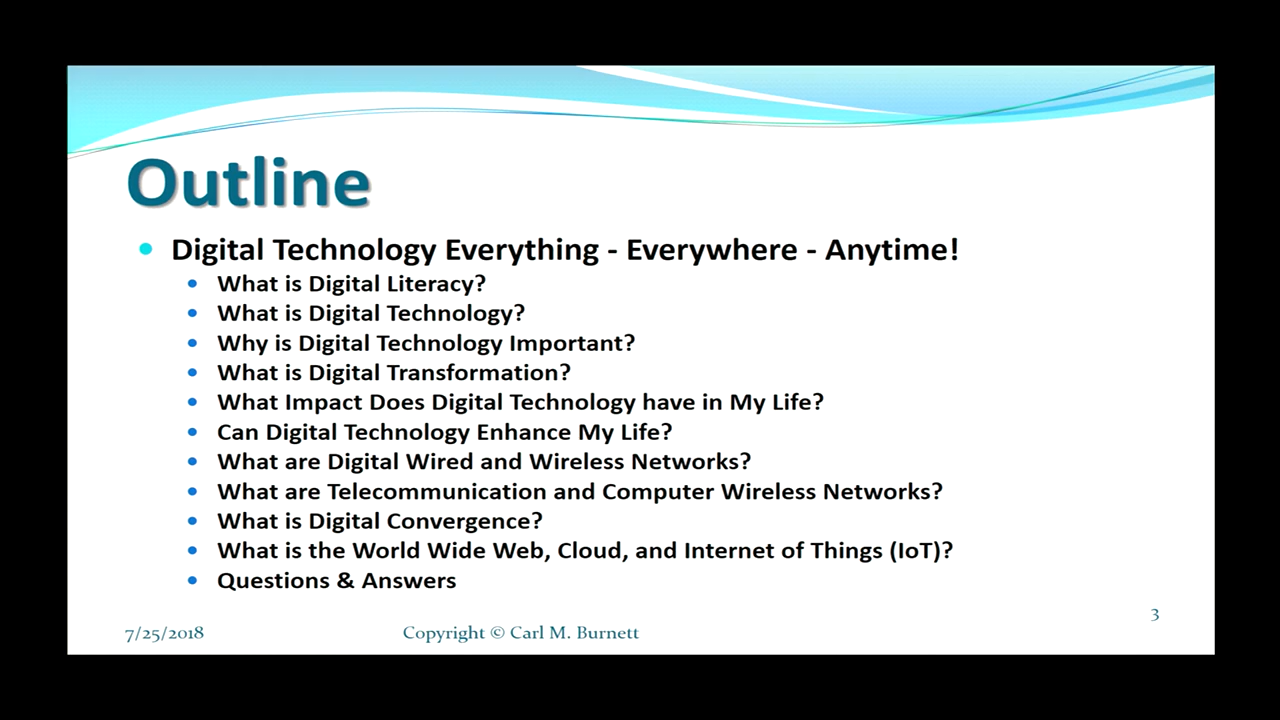 Outline
Digital Technology Everything - Everywhere - Anytime!
What is Digital Literacy?
What is Digital Technology?
Why is Digital Technology Important?
What is Digital Transformation?
What Impact Does Digital Technology have in My Life?
Can Digital Technology Enhance My Life?
What are Digital Wired and Wireless Networks?
What are Telecommunication and Computer Wireless Networks?
What is Digital Convergence?
What is the World Wide Web, Cloud, and Internet of Things (IoT)?
Questions & Answers
3
7/25/2018 Copyright © Carl M. Burnett